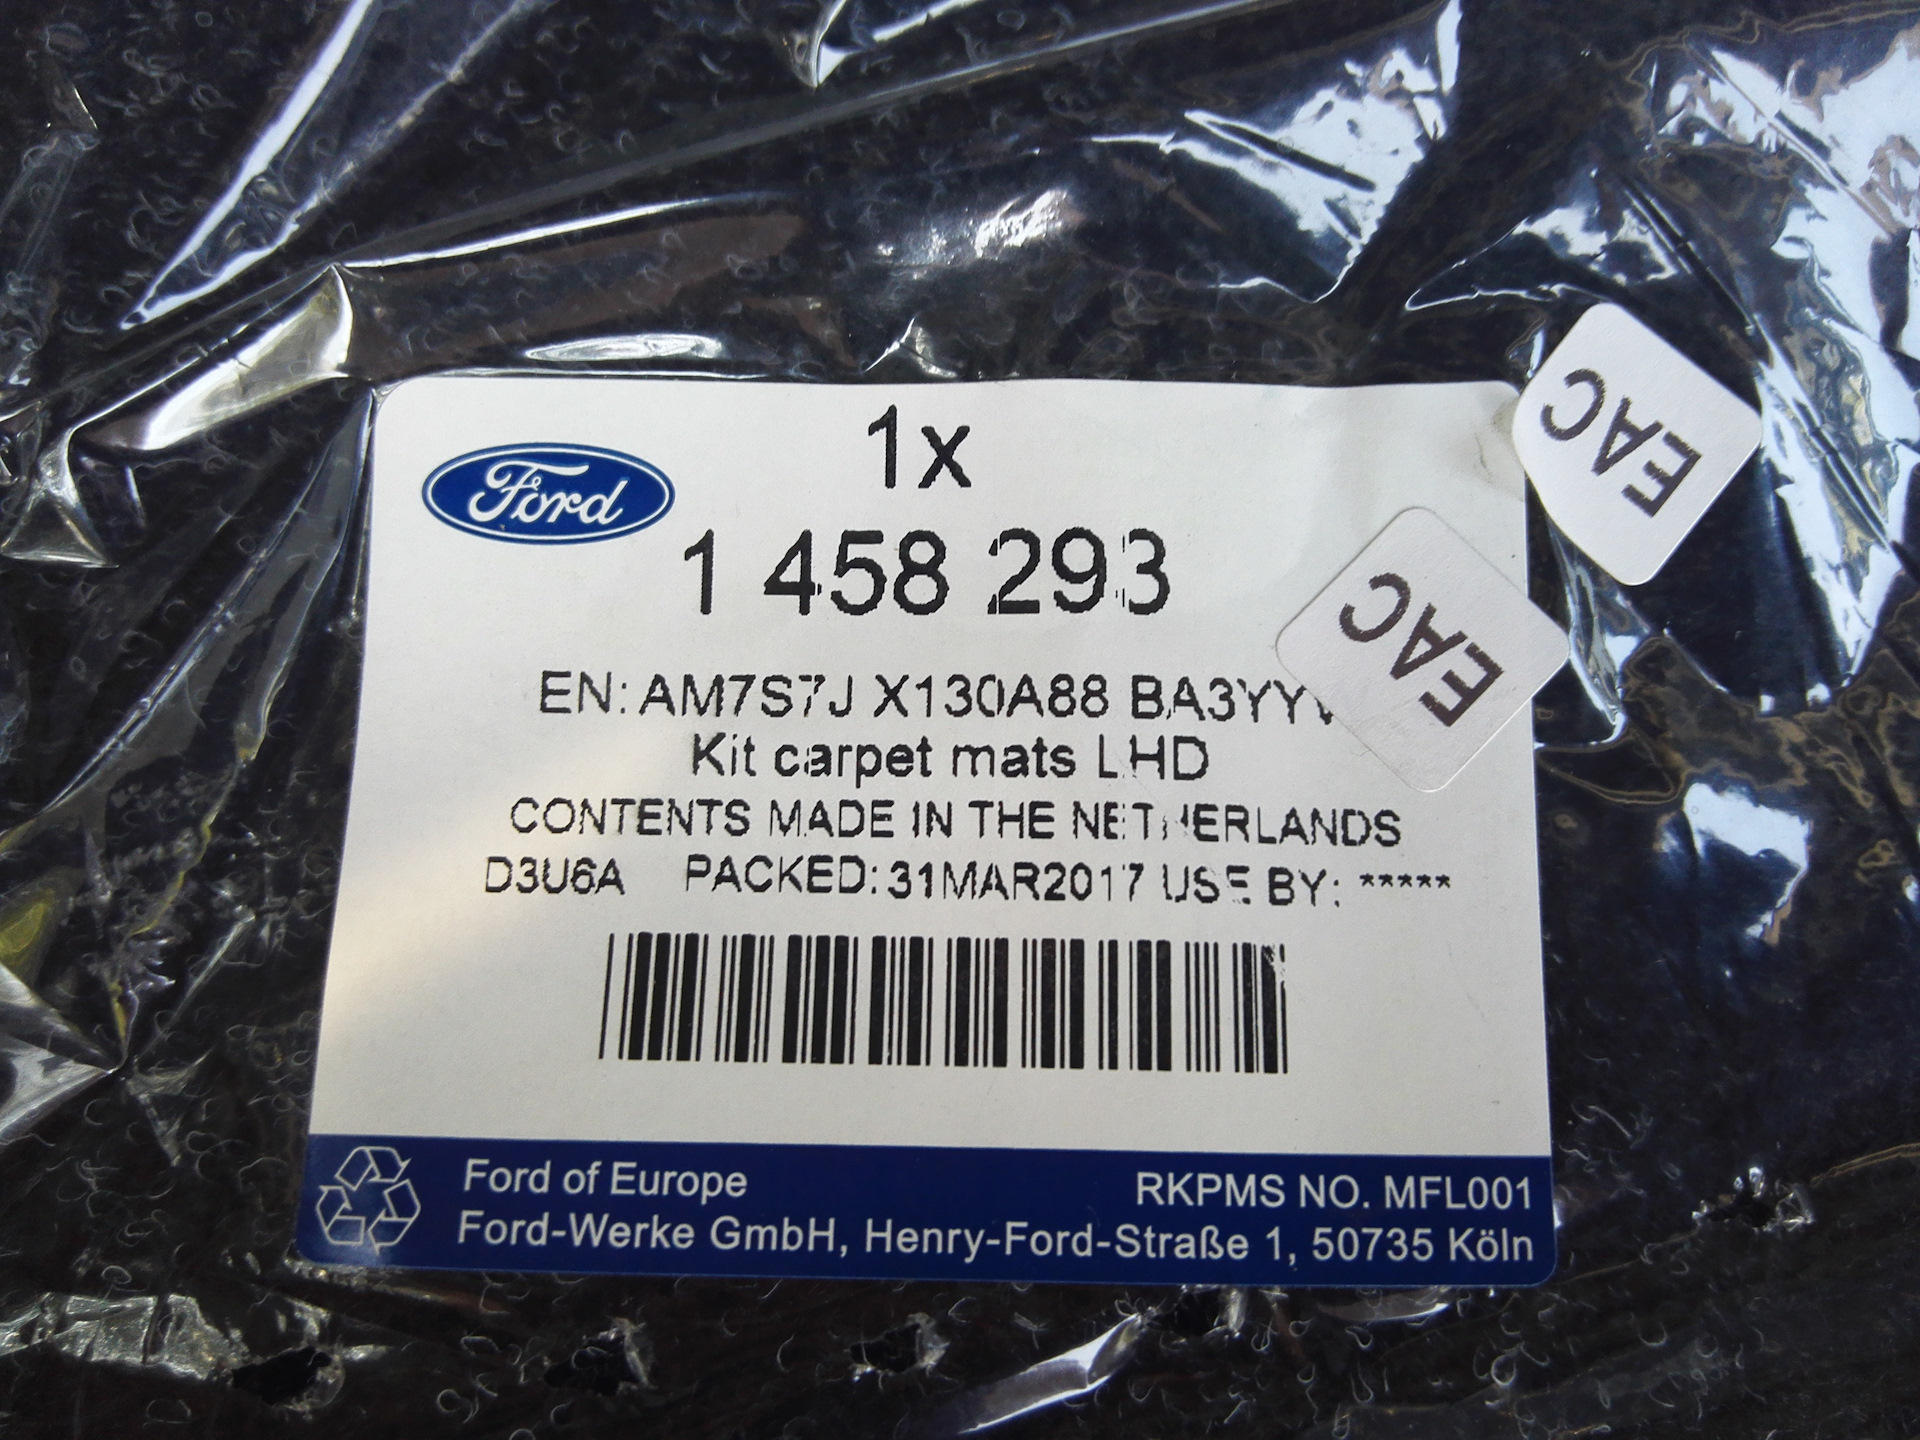 1x
Ford
1 458 293
EAC
EAC
EN: AM7S7J X130A88
Kit carpet mats LHD
CONTENTS MADE IN THE NETHERLANDS
D3U6A PACKED: 31MAR2017 USE BY: *****
Ford of Europe
RKPMS NO. MFL001
Ford-Werke GmbH, Henry-Ford-Straße 1, 50735 Köln